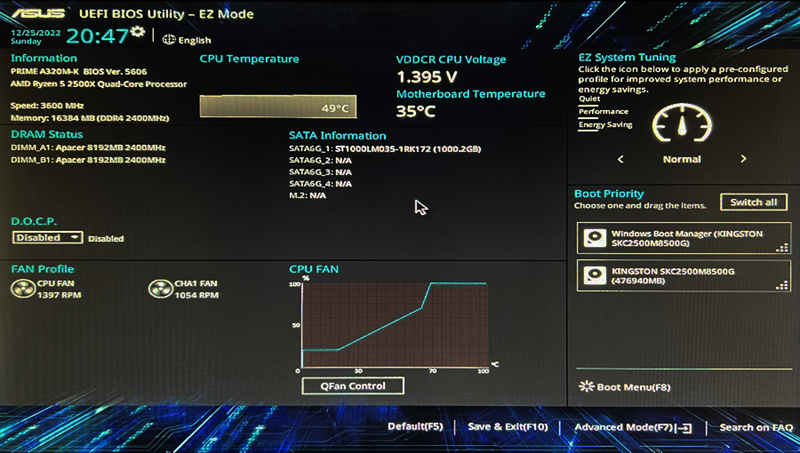 ASUS UEFI BIOS Utility – EZ Mode
12/25/2022
Sunday
20:47
English
Information
PRIME A320M-K BIOS Ver. 5606
AMD Ryzen 5 2500X Quad-Core Processor
Speed: 3600 MHz
Memory: 16384 MB (DDR4 2400MHz)
CPU Temperature
49°C
VDDCR CPU Voltage
1.395 V
Motherboard Temperature
35°C
EZ System Tuning
Click the icon below to apply a pre-configured
profile for improved system performance or
energy savings.
Quiet
Performance
Energy Saving
< Normal >
DRAM Status
DIMM_A1: Apacer 8192MB 2400MHz
DIMM_B1: Apacer 8192MB 2400MHz
SATA Information
SATA6G_1: ST1000LM035-1RK172 (1000.2GB)
SATA6G_2: N/A
SATA6G_3: N/A
SATA6G_4: N/A
M.2: N/A
D.O.C.P.
Disabled Disabled
Boot Priority
Choose one and drag the items.
Switch all
Windows Boot Manager (KINGSTON
SKC2500M8500G)
KINGSTON SKC2500M8500G
(476940MB)
FAN Profile
CPU FAN
1397 RPM
CHA1 FAN
1054 RPM
CPU FAN
%
100
50
0 30 70 100
°C
QFan Control
Boot Menu(F8)
Default(F5) Save & Exit(F10) Advanced Mode(F7) Search on FAQ